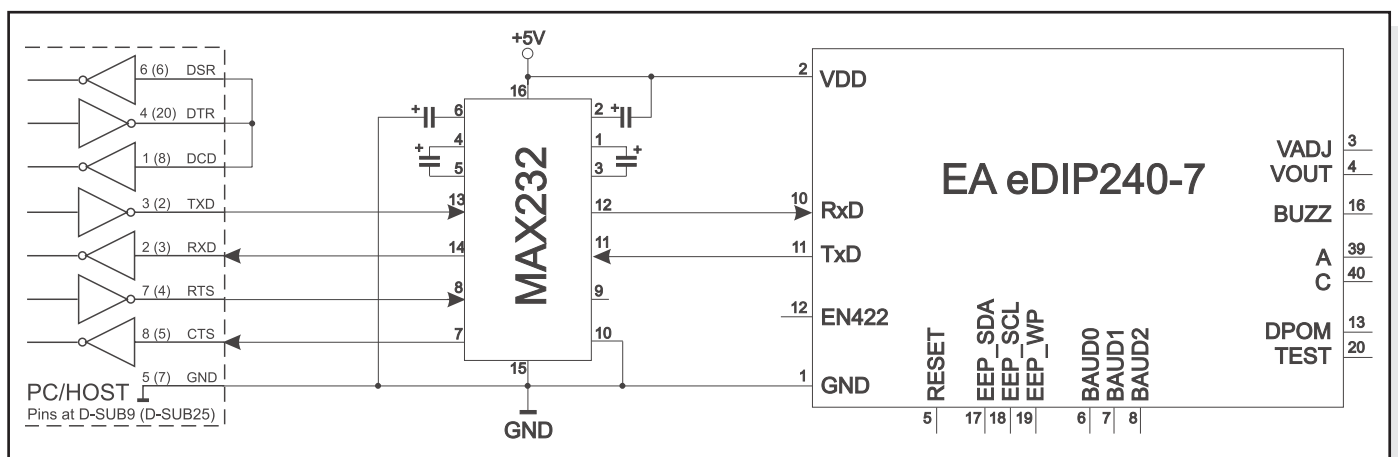 +5V
6 (6) DSR
4 (20) DTR
1 (8) DCD
3 (2) TXD
2 (3) RXD
7 (4) RTS
8 (5) CTS
5 (7) GND
PC/HOST
Pins at D-SUB9 (D-SUB25)
16
+ 6
4
+
5
13
14
8
7
15
MAX232
2 +
1
+
3
12
11
9
10
GND
EA eDIP240-7
2 VDD
10 RxD
11 TxD
12 EN422
1 GND
RESET
5
EEP_SDA
17
EEP_SCL
18
EEP_WP
19
BAUD0
6
BAUD1
7
BAUD2
8
VADJ 3
VOUT 4
BUZZ 16
A 39
C 40
DPOM 13
TEST 20